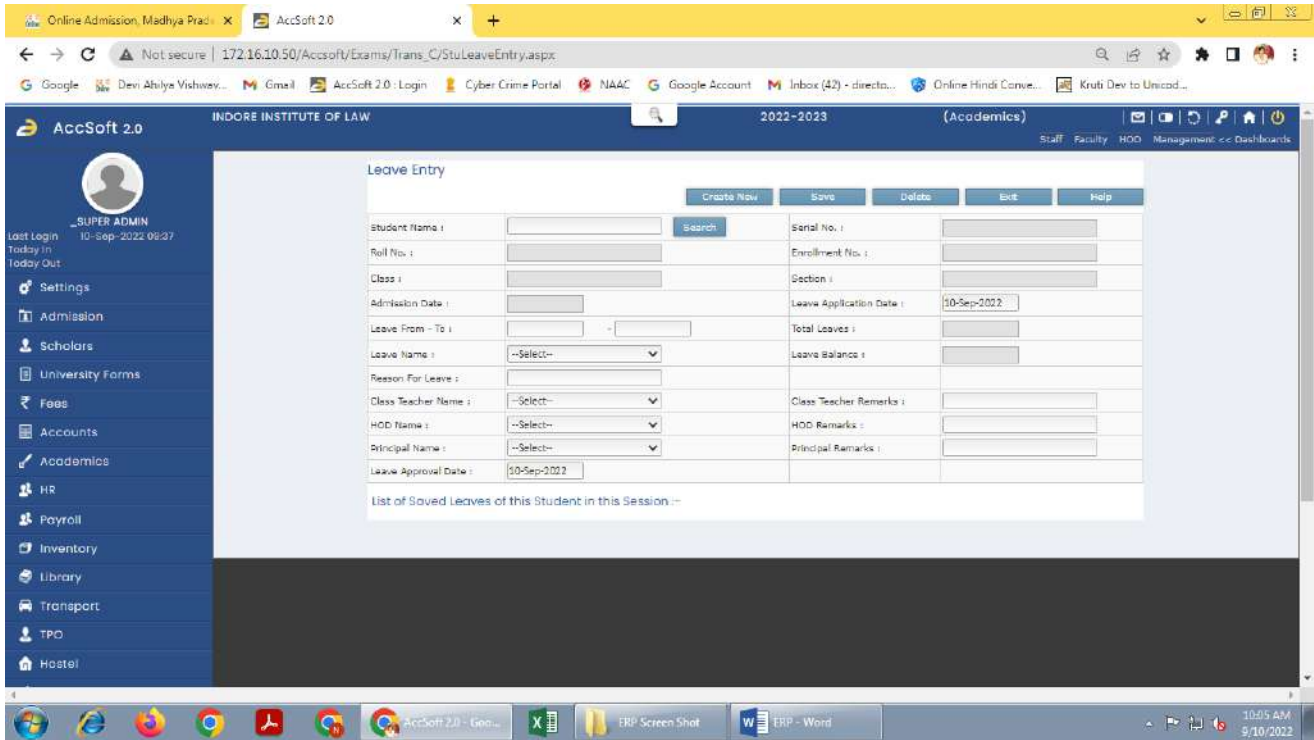 Online Admission, Madhya Prad
AccSoft 2.0
Not secure | 172.16.10.50/Accsoft/Exams/Trans_C/StuLeaveEntry.aspx
Google
Devi Ahilya Vishwav...
Gmail
AccSoft 2.0 : Login
Cyber Crime Portal
NAAC
Google Account
Inbox (42) - directo...
Online Hindi Conve...
Kruti Dev to Unicod...
AccSoft 2.0
INDORE INSTITUTE OF LAW
2022-2023
(Academics)
Staff Faculty HOD Management << Dashboards
_SUPER ADMIN
Last Login 10-Sep-2022 09:37
Today In
Today Out
Settings
Admission
Scholars
University Forms
Fees
Accounts
Academics
HR
Payroll
Inventory
Library
Transport
TPO
Hostel
Leave Entry
Create New Save Delete Exit Help
Student Name : Search Serial No. :
Roll No. : Enrollment No. :
Class : Section :
Admission Date : Leave Application Date : 10-Sep-2022
Leave From - To : - Total Leaves :
Leave Name : --Select-- Leave Balance :
Reason For Leave :
Class Teacher Name : --Select-- Class Teacher Remarks :
HOD Name : --Select-- HOD Remarks :
Principal Name : --Select-- Principal Remarks :
Leave Approval Date : 10-Sep-2022
List of Saved Leaves of this Student in this Session :-
AccSoft 2.0 - Goo...
ERP Screen Shot
ERP - Word
10:05 AM
9/10/2022